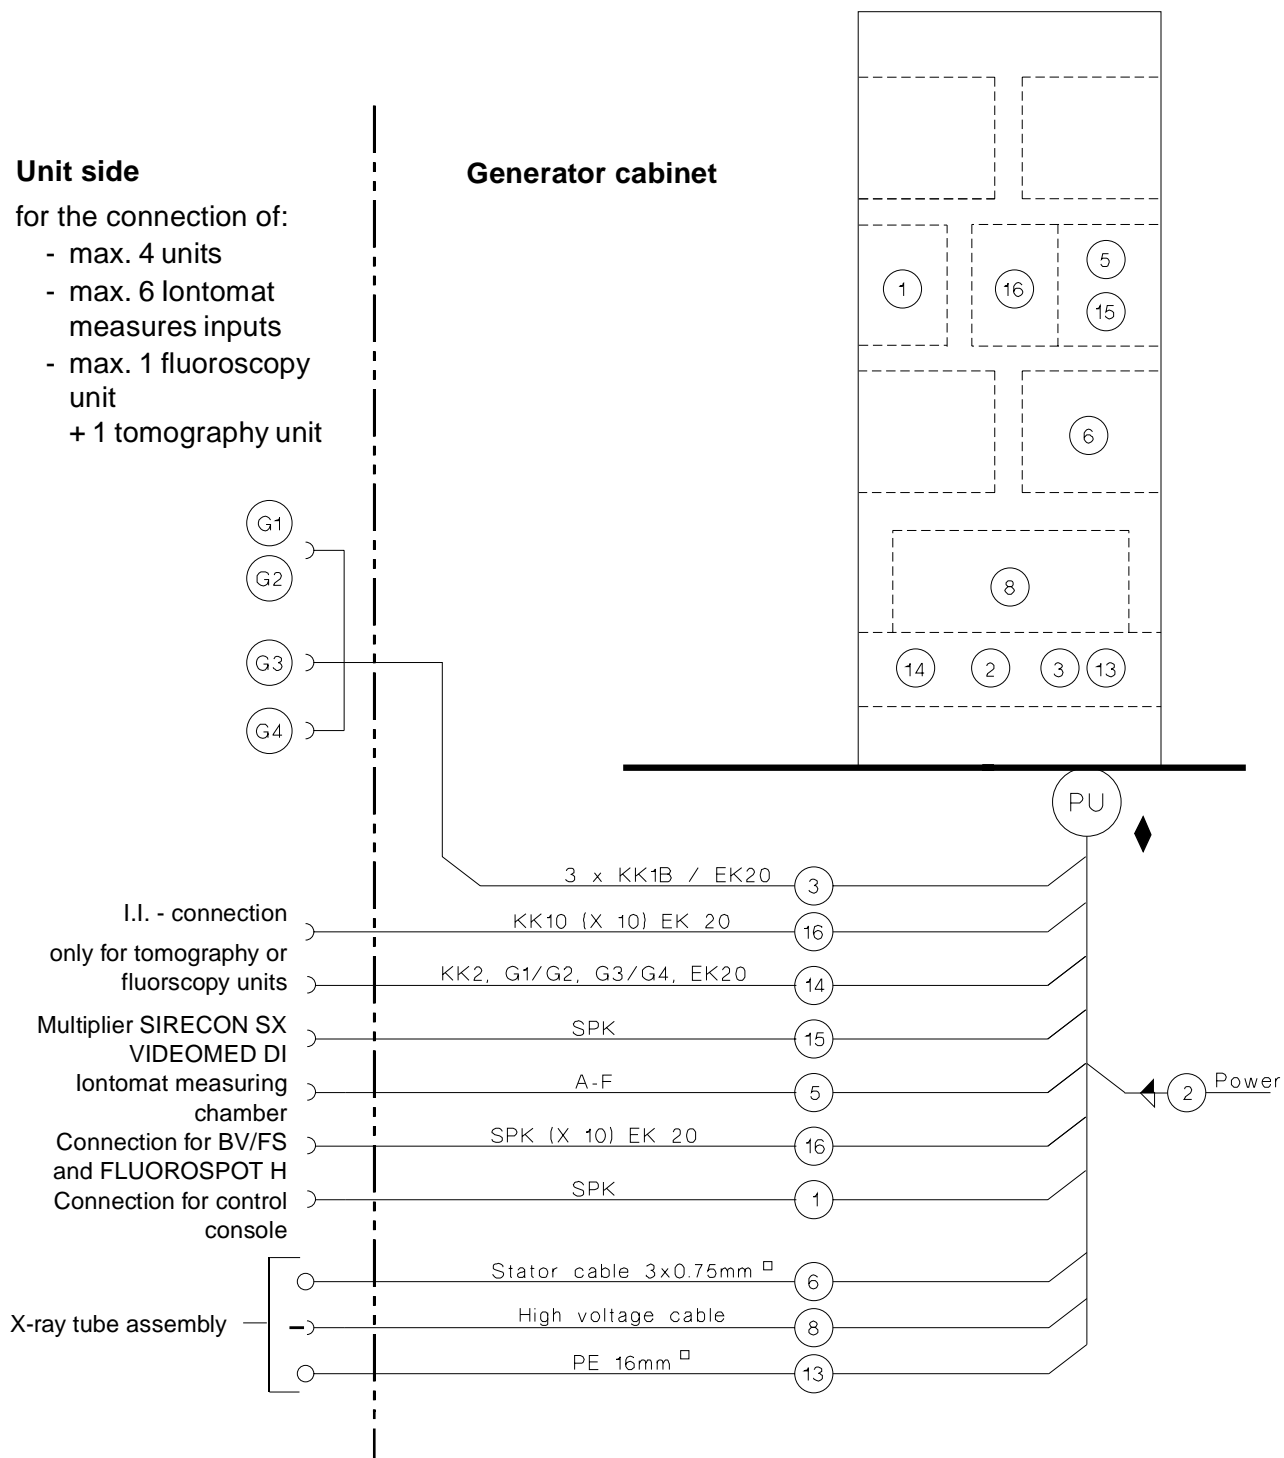 Unit side
for the connection of:
- max. 4 units
- max. 6 Iontomat
measures inputs
- max. 1 fluoroscopy
unit
+ 1 tomography unit
Generator cabinet
1
16
5
15
6
8
14
2
3
13
G1
G2
G3
G4
PU
3 x KK1B / EK20
3
I.I. - connection
KK10 (X 10) EK 20
16
only for tomography or
fluorscopy units
KK2, G1/G2, G3/G4, EK20
14
Multiplier SIRECON SX
VIDEOMED DI
SPK
15
Iontomat measuring
chamber
A-F
5
2
Power
Connection for BV/FS
and FLUOROSPOT H
SPK (X 10) EK 20
16
Connection for control
console
SPK
1
X-ray tube assembly
Stator cable 3x0.75mm □
6
High voltage cable
8
PE 16mm □
13